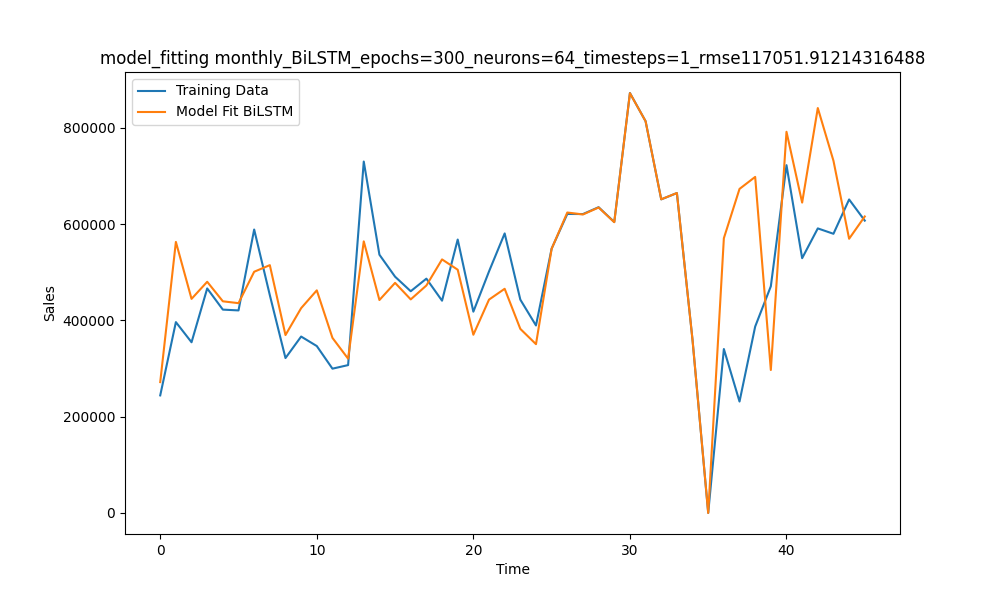 model_fitting monthly_BiLSTM_epochs=300_neurons=64_timesteps=1_rmse117051.91214316488
Training Data
Model Fit BiLSTM
800000
600000
400000
200000
0
Sales
0 10 20 30 40
Time